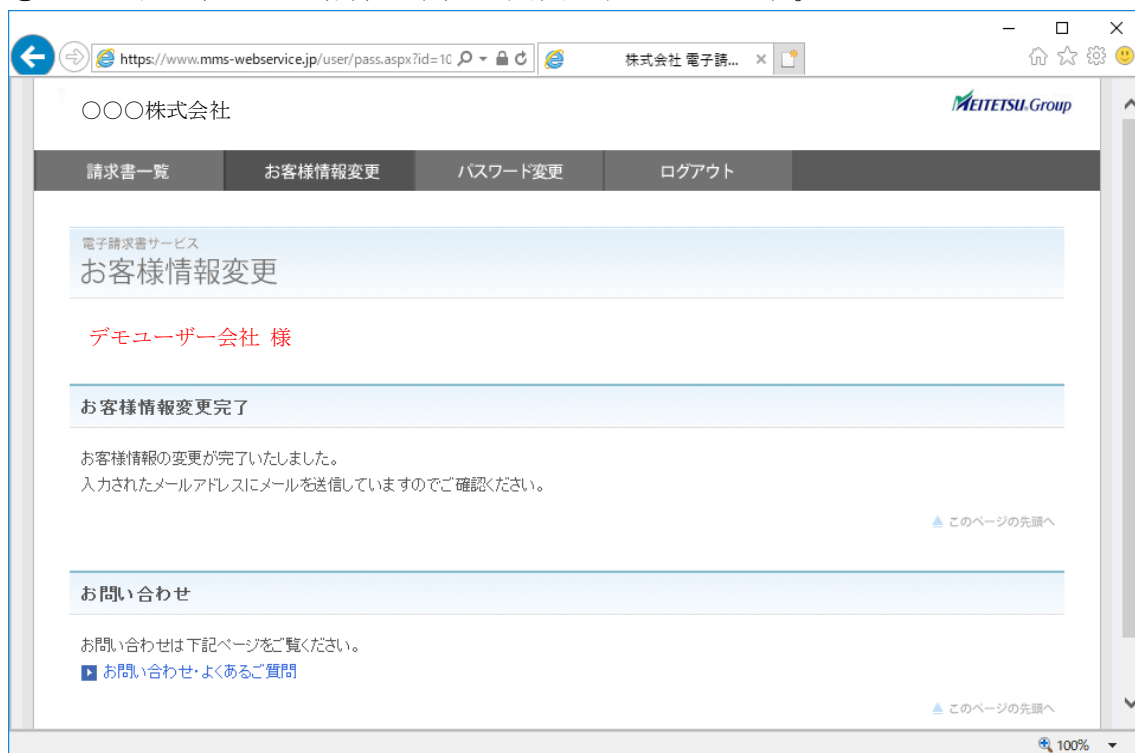 https://www.mms-webservice.jp/user/pass.aspx?id=10
株式会社 電子請...
〇〇〇株式会社
MEITETSU Group
請求書一覧 お客様情報変更 パスワード変更 ログアウト
電子請求書サービス
お客様情報変更
デモユーザー会社 様
お客様情報変更完了
お客様情報の変更が完了いたしました。
入力されたメールアドレスにメールを送信していますのでご確認ください。
このページの先頭へ
お問い合わせ
お問い合わせは下記ページをご覧ください。
お問い合わせ・よくあるご質問
このページの先頭へ
100%